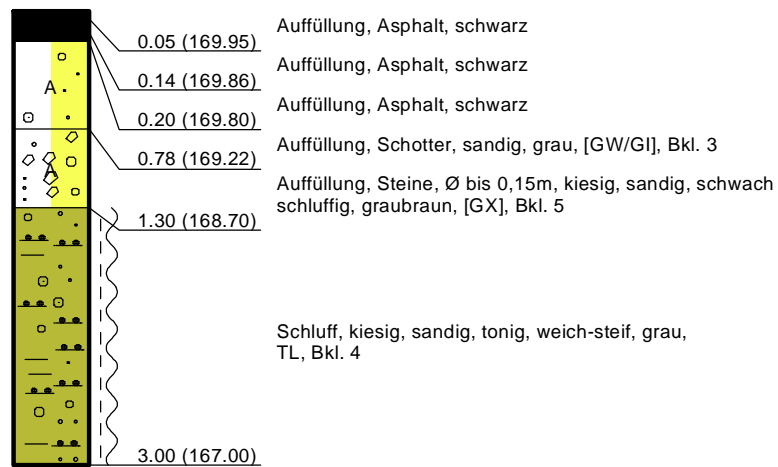 Auffüllung, Asphalt, schwarz
0.05 (169.95)
Auffüllung, Asphalt, schwarz
0.14 (169.86)
A
Auffüllung, Asphalt, schwarz
0.20 (169.80)
Auffüllung, Schotter, sandig, grau, [GW/GI], Bkl. 3
0.78 (169.22)
A
Auffüllung, Steine, Ø bis 0,15m, kiesig, sandig, schwach
schluffig, graubraun, [GX], Bkl. 5
1.30 (168.70)
Schluff, kiesig, sandig, tonig, weich-steif, grau,
TL, Bkl. 4
3.00 (167.00)